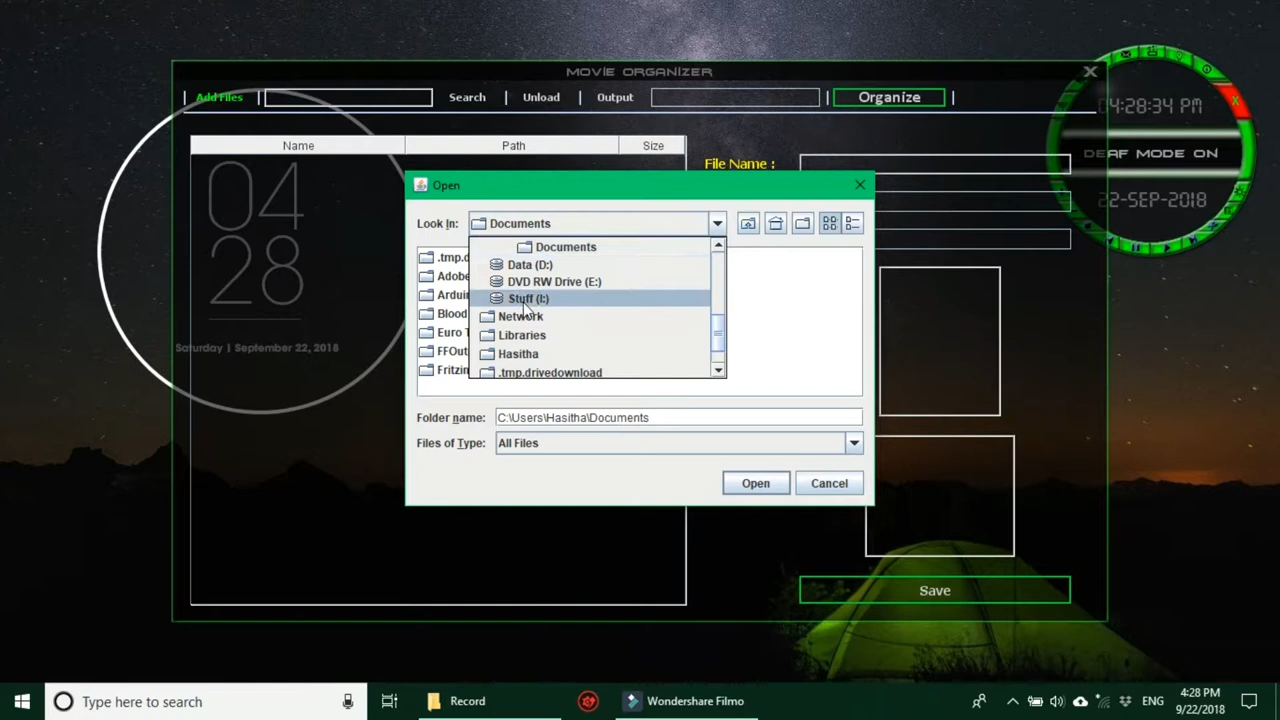 MOVIE ORGANIZER
X
Add Files
Search
Unload
Output
Organize
04:28:34 PM
DEAF MODE ON
22-SEP-2018
Name
Path
Size
File Name :
04
28
Saturday | September 22, 2018
Open
Look In:
Documents
Documents
Data (D:)
DVD RW Drive (E:)
Stuff (I:)
Network
Libraries
Hasitha
.tmp.drivedownload
.tmp.d
Adobe
Arduin
Blood
Euro T
FFOut
Fritzin
Folder name:
C:\Users\Hasitha\Documents
Files of Type:
All Files
Open
Cancel
Save
Type here to search
Record
Wondershare Filmo
ENG
4:28 PM
9/22/2018